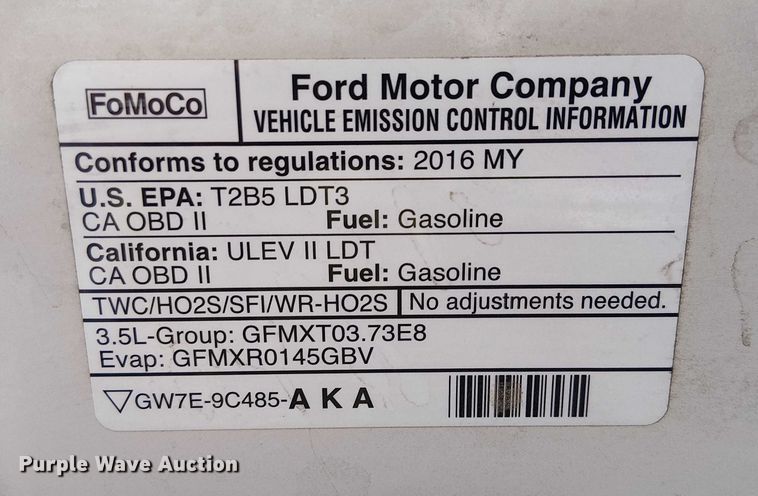 FoMoCo
Ford Motor Company
VEHICLE EMISSION CONTROL INFORMATION
Conforms to regulations: 2016 MY
U.S. EPA: T2B5 LDT3
CA OBD II Fuel: Gasoline
California: ULEV II LDT
CA OBD II Fuel: Gasoline
TWC/HO2S/SFI/WR-HO2S No adjustments needed.
3.5L-Group: GFMXT03.73E8
Evap: GFMXR0145GBV
GW7E-9C485-A K A
Purple Wave Auction